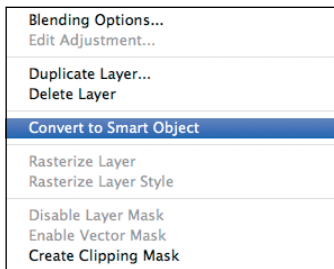 Blending Options...
Edit Adjustment...
Duplicate Layer...
Delete Layer
Convert to Smart Object
Rasterize Layer
Rasterize Layer Style
Disable Layer Mask
Enable Vector Mask
Create Clipping Mask